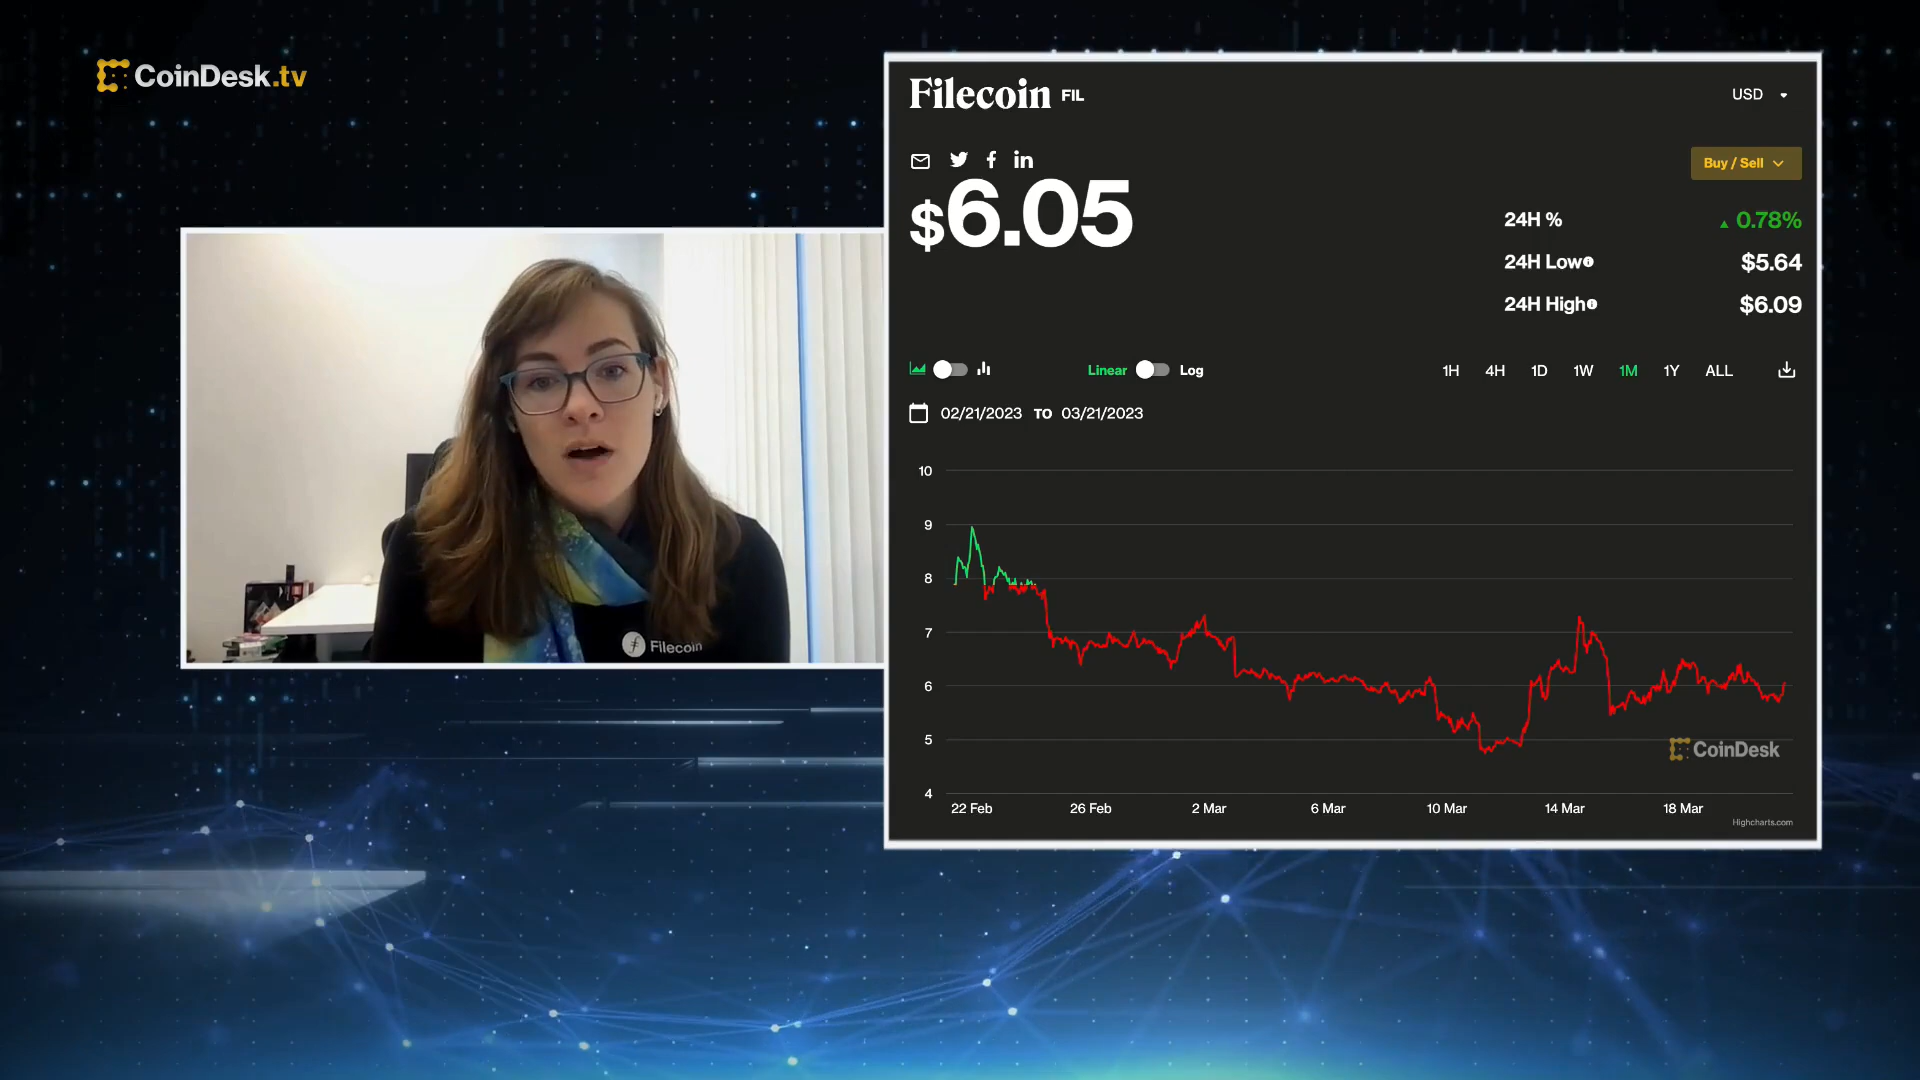 CoinDesk.tv
Filecoin
Filecoin FIL
USD
Buy / Sell
$6.05
24H % 0.78%
24H Low $5.64
24H High $6.09
Linear Log
1H 4H 1D 1W 1M 1Y ALL
02/21/2023 TO 03/21/2023
10
9
8
7
6
5
4
CoinDesk
22 Feb 26 Feb 2 Mar 6 Mar 10 Mar 14 Mar 18 Mar
Highcharts.com